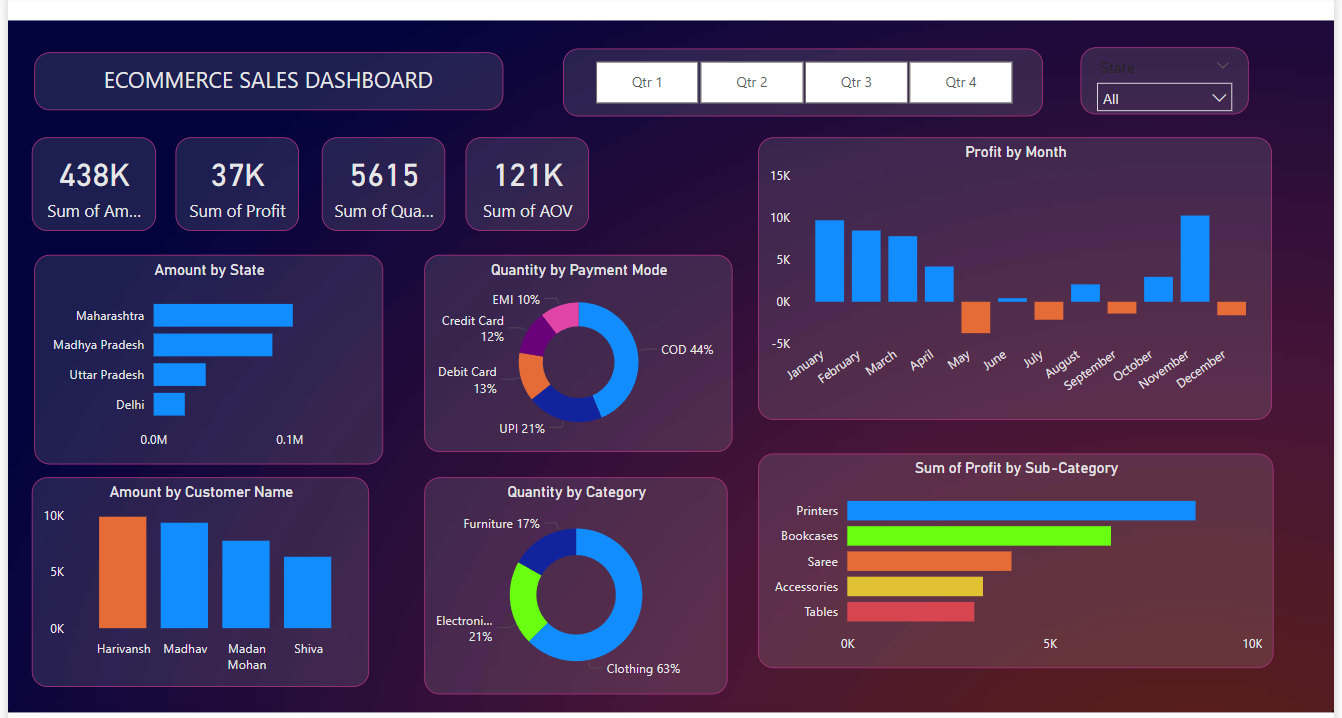 ECOMMERCE SALES DASHBOARD
Qtr 1
Qtr 2
Qtr 3
Qtr 4
State
All
438K
Sum of Am...
37K
Sum of Profit
5615
Sum of Qua...
121K
Sum of AOV
Profit by Month
15K
10K
5K
0K
-5K
January
February
March
April
May
June
July
August
September
October
November
December
Amount by State
Maharashtra
Madhya Pradesh
Uttar Pradesh
Delhi
0.0M
0.1M
Quantity by Payment Mode
EMI 10%
Credit Card
12%
Debit Card
13%
UPI 21%
COD 44%
Amount by Customer Name
10K
5K
0K
Harivansh
Madhav
Madan
Mohan
Shiva
Quantity by Category
Furniture 17%
Electroni...
21%
Clothing 63%
Sum of Profit by Sub-Category
Printers
Bookcases
Saree
Accessories
Tables
0K
5K
10K